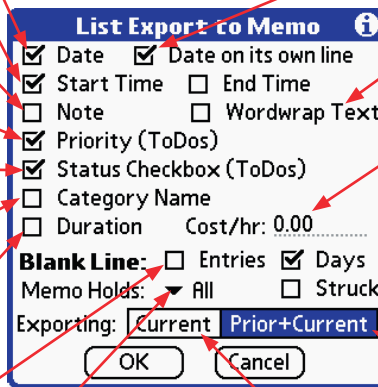 List Export to Memo i
Date Date on its own line
Start Time End Time
Note Wordwrap Text
Priority (ToDos)
Status Checkbox (ToDos)
Category Name
Duration Cost/hr: 0.00
Blank Line: Entries Days
Memo Holds: All Struck
Exporting: Current Prior+Current
OK Cancel